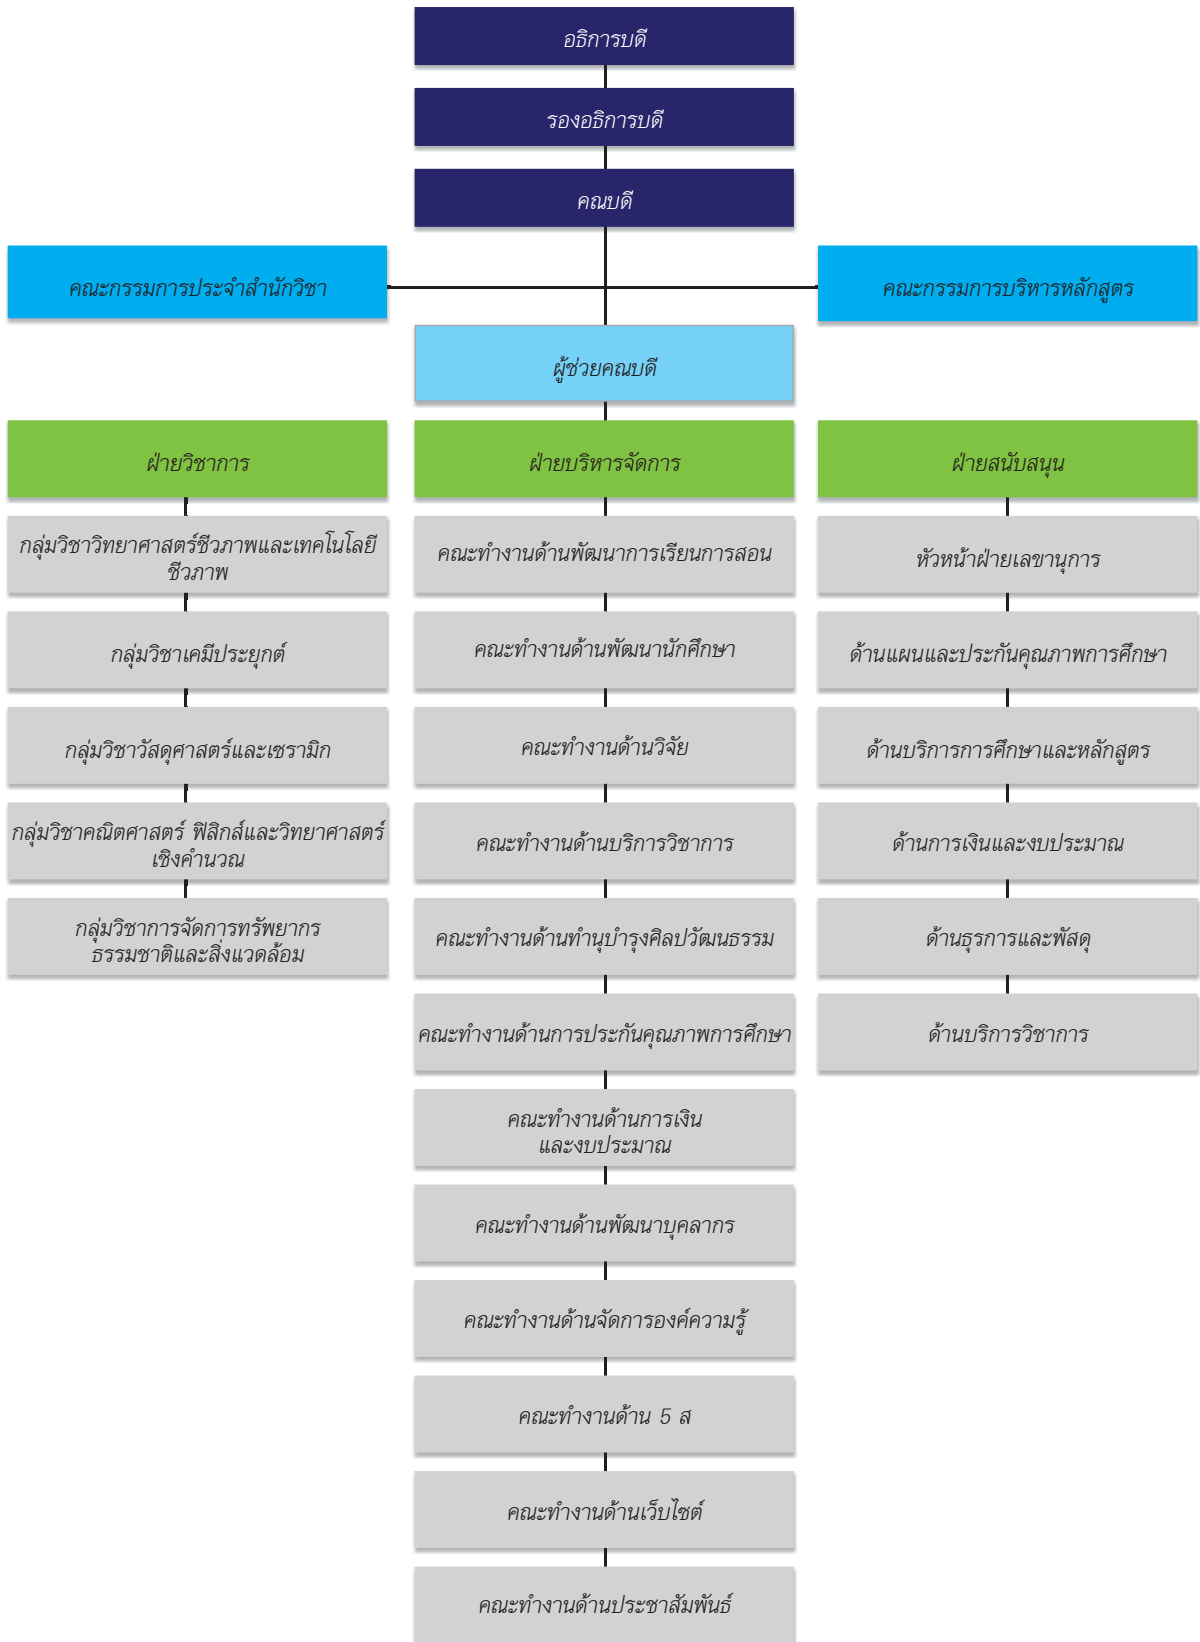 อธิการบดี
รองอธิการบดี
คณบดี
คณะกรรมการประจำสำนักวิชา
คณะกรรมการบริหารหลักสูตร
ผู้ช่วยคณบดี
ฝ่ายวิชาการ
กลุ่มวิชาวิทยาศาสตร์ชีวภาพและเทคโนโลยี
ชีวภาพ
กลุ่มวิชาเคมีประยุกต์
กลุ่มวิชาวัสดุศาสตร์และเซรามิก
กลุ่มวิชาคณิตศาสตร์ ฟิสิกส์และวิทยาศาสตร์
เชิงคำนวณ
กลุ่มวิชาการจัดการทรัพยากร
ธรรมชาติและสิ่งแวดล้อม
ฝ่ายบริหารจัดการ
คณะทำงานด้านพัฒนาการเรียนการสอน
คณะทำงานด้านพัฒนานักศึกษา
คณะทำงานด้านวิจัย
คณะทำงานด้านบริการวิชาการ
คณะทำงานด้านทำนุบำรุงศิลปวัฒนธรรม
คณะทำงานด้านการประกันคุณภาพการศึกษา
คณะทำงานด้านการเงิน
และงบประมาณ
คณะทำงานด้านพัฒนาบุคลากร
คณะทำงานด้านจัดการองค์ความรู้
คณะทำงานด้าน 5 ส
คณะทำงานด้านเว็บไซต์
คณะทำงานด้านประชาสัมพันธ์
ฝ่ายสนับสนุน
หัวหน้าฝ่ายเลขานุการ
ด้านแผนและประกันคุณภาพการศึกษา
ด้านบริการการศึกษาและหลักสูตร
ด้านการเงินและงบประมาณ
ด้านธุรการและพัสดุ
ด้านบริการวิชาการ